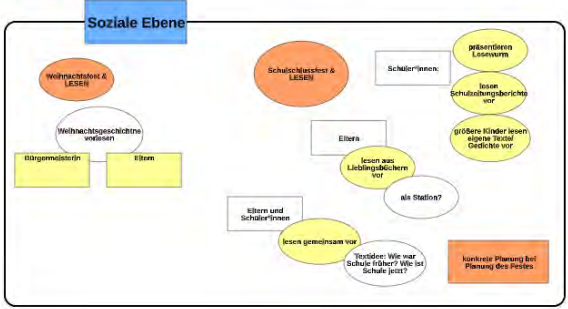 Soziale Ebene
Weihnachtsfest &
LESEN
Weihnachtsgeschichtne
vorlesen
Bürgermeisterin
Eltern
Schulschlussfest &
LESEN
Schüler*innen:
präsentieren
Lesewurm
lesen
Schulzeitungsberichte
vor
größere Kinder lesen
eigene Texte/
Gedichte vor
Eltern
lesen aus
Lieblingsbüchern
vor
als Station?
Eltern und
Schüler*innen
lesen gemeinsam vor
Textidee: Wie war
Schule früher? Wie ist
Schule jetzt?
konkrete Planung bei
Planung des Festes